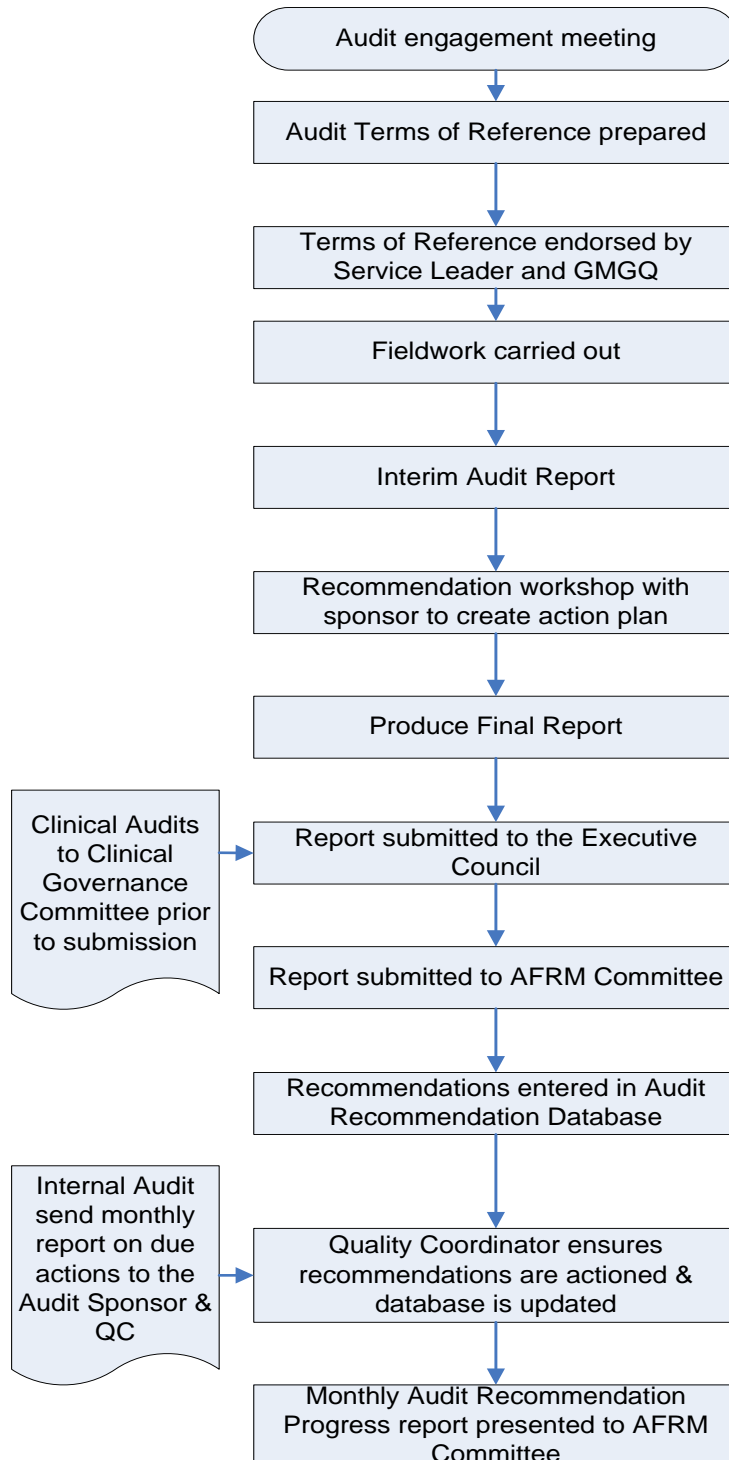 Audit engagement meeting
Audit Terms of Reference prepared
Terms of Reference endorsed by
Service Leader and GMGQ
Fieldwork carried out
Interim Audit Report
Recommendation workshop with
sponsor to create action plan
Produce Final Report
Clinical Audits
to Clinical
Governance
Committee prior
to submission
Report submitted to the Executive
Council
Report submitted to AFRM Committee
Recommendations entered in Audit
Recommendation Database
Internal Audit
send monthly
report on due
actions to the
Audit Sponsor &
QC
Quality Coordinator ensures
recommendations are actioned &
database is updated
Monthly Audit Recommendation
Progress report presented to AFRM
Committee